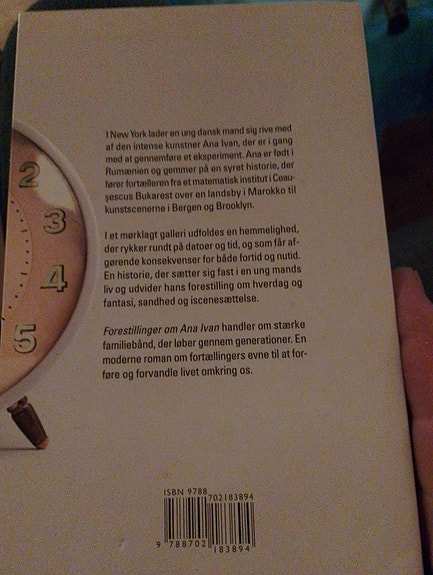 I New York lader en ung dansk mand sig rive med
af den intense kunstner Ana Ivan, der er i gang
med at gennemføre et eksperiment. Ana er født i
Rumænien og gemmer på en syret historie, der
fører fortælleren fra et matematisk institut i Ceau-
șescus Bukarest over en landsby i Marokko til
kunstscenerne i Bergen og Brooklyn.
I et mørklagt galleri udfoldes en hemmelighed,
der rykker rundt på datoer og tid, og som får af-
gørende konsekvenser for både fortid og nutid.
En historie, der sætter sig fast i en ung mands
liv og udvider hans forestilling om hverdag og
fantasi, sandhed og iscenesættelse.
Forestillinger om Ana Ivan handler om stærke
familiebånd, der løber gennem generationer. En
moderne roman om fortællingers evne til at for-
føre og forvandle livet omkring os.
2
3
4
5
ISBN 9788702183894
9 788702 183894